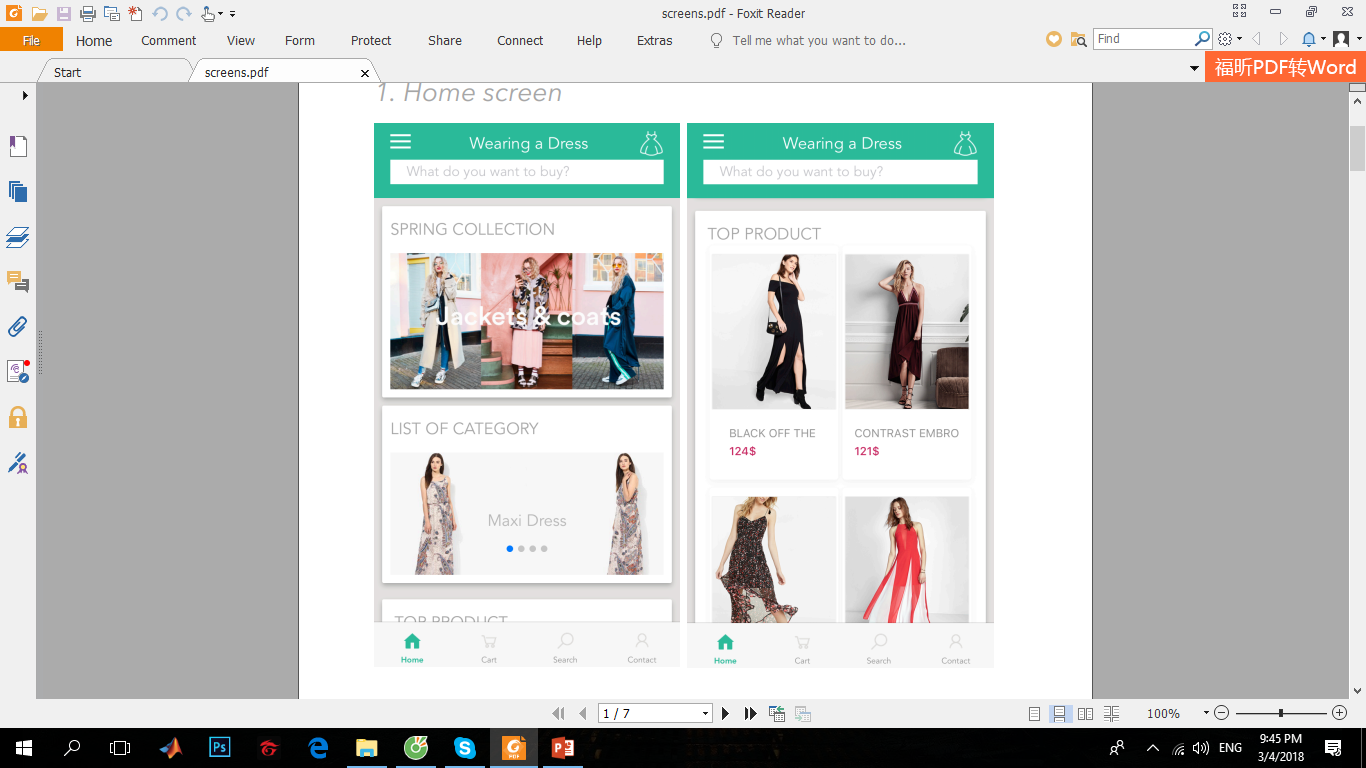 screens.pdf - Foxit Reader
File Home Comment View Form Protect Share Connect Help Extras Tell me what you want to do... Find
Start screens.pdf 福昕PDF转Word
1. Home screen
Wearing a Dress
What do you want to buy?
SPRING COLLECTION
Jackets & coats
LIST OF CATEGORY
Maxi Dress
TOP PRODUCT
Home Cart Search Contact
Wearing a Dress
What do you want to buy?
TOP PRODUCT
BLACK OFF THE
124$
CONTRAST EMBRO
121$
Home Cart Search Contact
1 / 7
100%
Ps
PDF
ENG
9:45 PM
3/4/2018